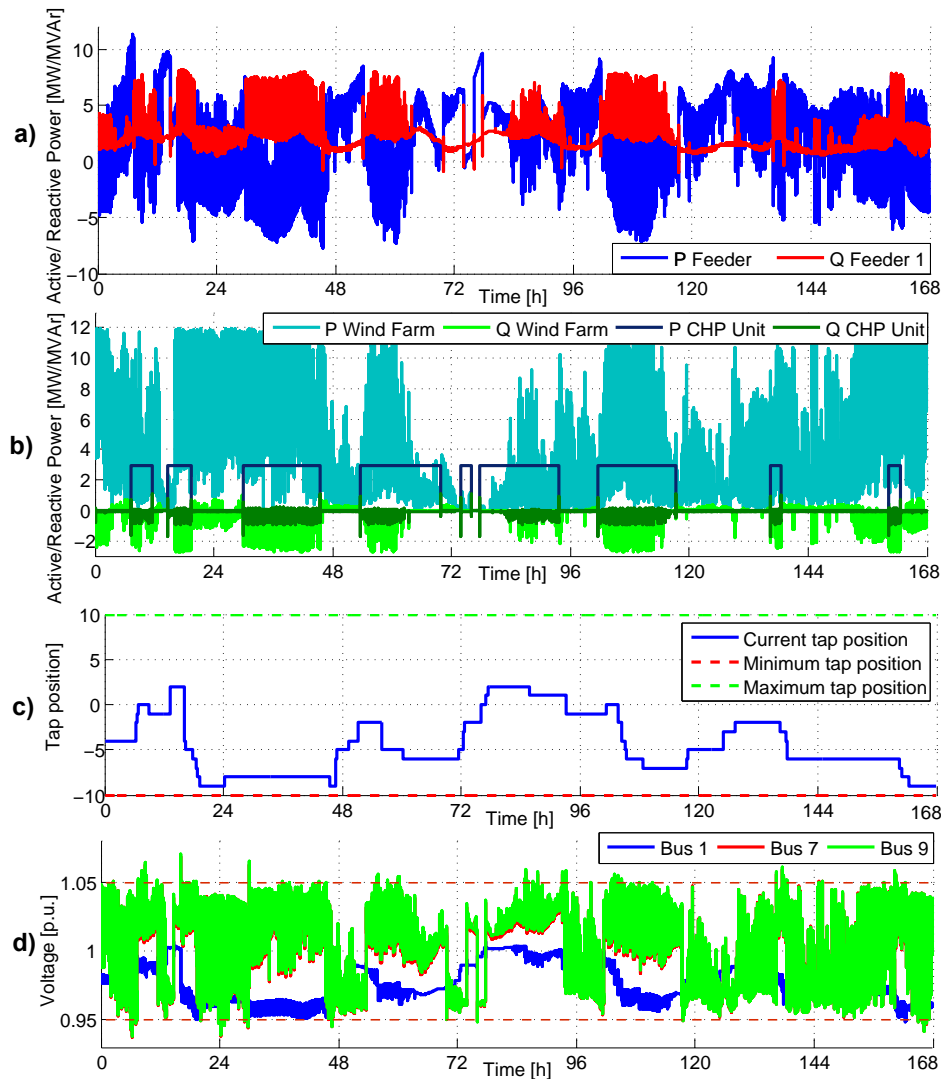 a)
Active/ Reactive Power [MW/MVAr]
10
5
0
−5
−10
P Feeder
Q Feeder 1
0
24
48
72
96
120
144
168
Time [h]
b)
Active/Reactive Power [MW/MVAr]
P Wind Farm
Q Wind Farm
P CHP Unit
Q CHP Unit
12
10
8
6
4
2
0
−2
0
24
48
72
96
120
144
168
Time [h]
c)
Tap position]
10
5
0
−5
−10
Current tap position
Minimum tap position
Maximum tap position
0
24
48
72
96
120
144
168
Time [h]
d)
Voltage [p.u.]
Bus 1
Bus 7
Bus 9
1.05
1
0.95
0
24
48
72
96
120
144
168
Time [h]